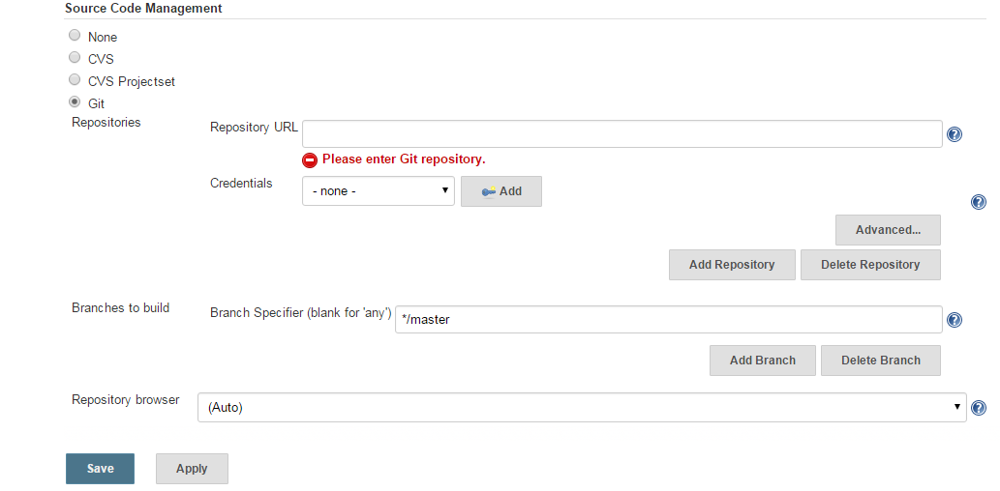 Source Code Management
None
CVS
CVS Projectset
Git
Repositories
Repository URL
Please enter Git repository.
Credentials
- none -
Add
Advanced...
Add Repository
Delete Repository
Branches to build
Branch Specifier (blank for 'any')
*/master
Add Branch
Delete Branch
Repository browser
(Auto)
Save
Apply